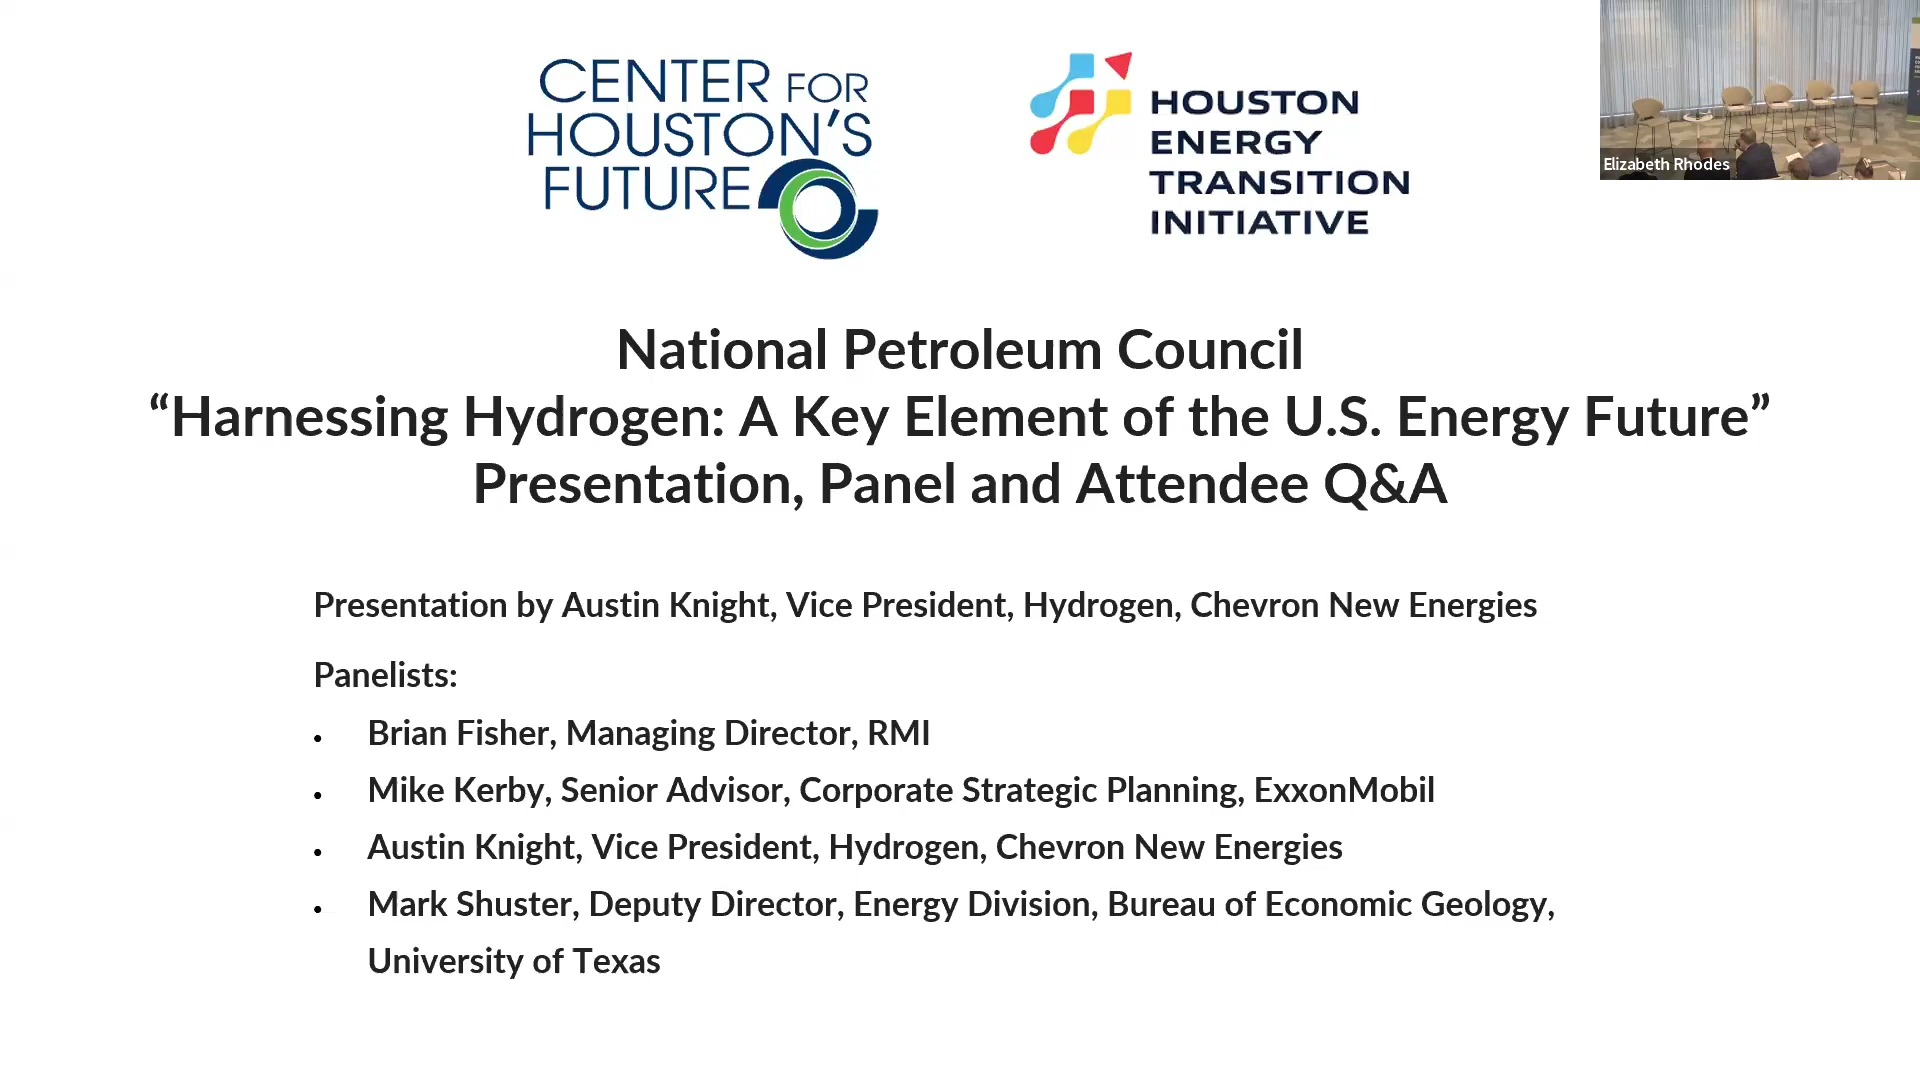 CENTER FOR
HOUSTON'S
FUTURE
HOUSTON
ENERGY
TRANSITION
INITIATIVE
Elizabeth Rhodes
National Petroleum Council
“Harnessing Hydrogen: A Key Element of the U.S. Energy Future”
Presentation, Panel and Attendee Q&A
Presentation by Austin Knight, Vice President, Hydrogen, Chevron New Energies
Panelists:
• Brian Fisher, Managing Director, RMI
• Mike Kerby, Senior Advisor, Corporate Strategic Planning, ExxonMobil
• Austin Knight, Vice President, Hydrogen, Chevron New Energies
• Mark Shuster, Deputy Director, Energy Division, Bureau of Economic Geology,
University of Texas